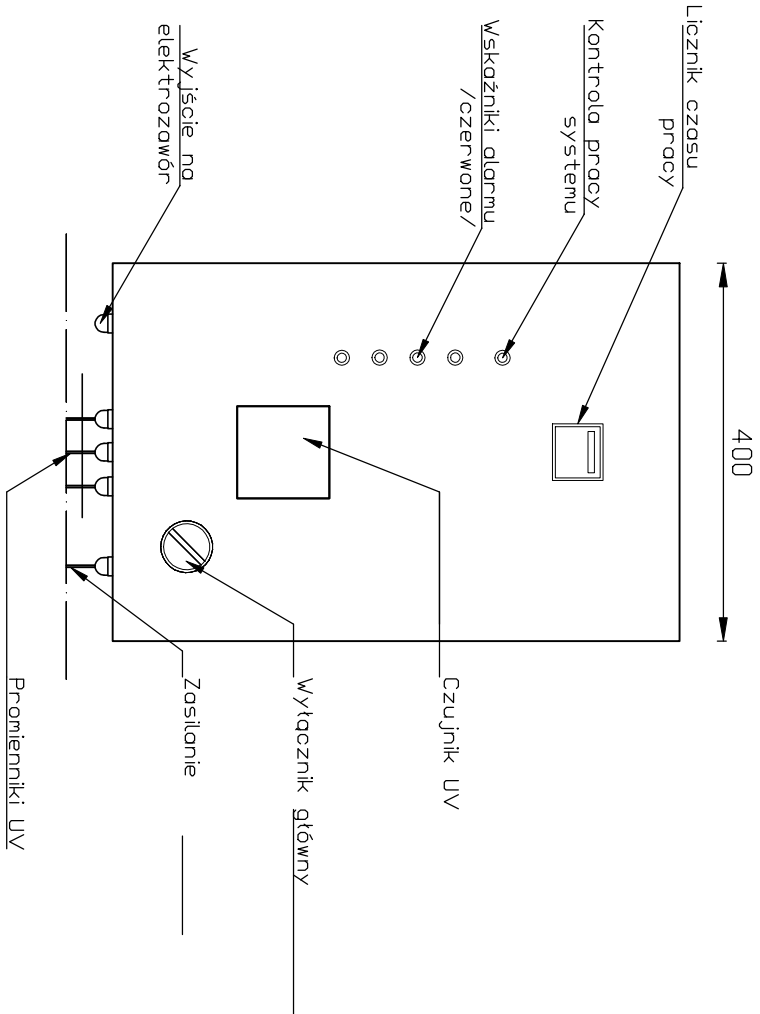 400
Licznik czasu
pracy
Kontrola pracy
systemu
Wskaźniki alarmu
/czerwone/
Wyjście na
elektrozawór
Czujnik UV
Wyłącznik główny
Zasilanie
Promienniki UV